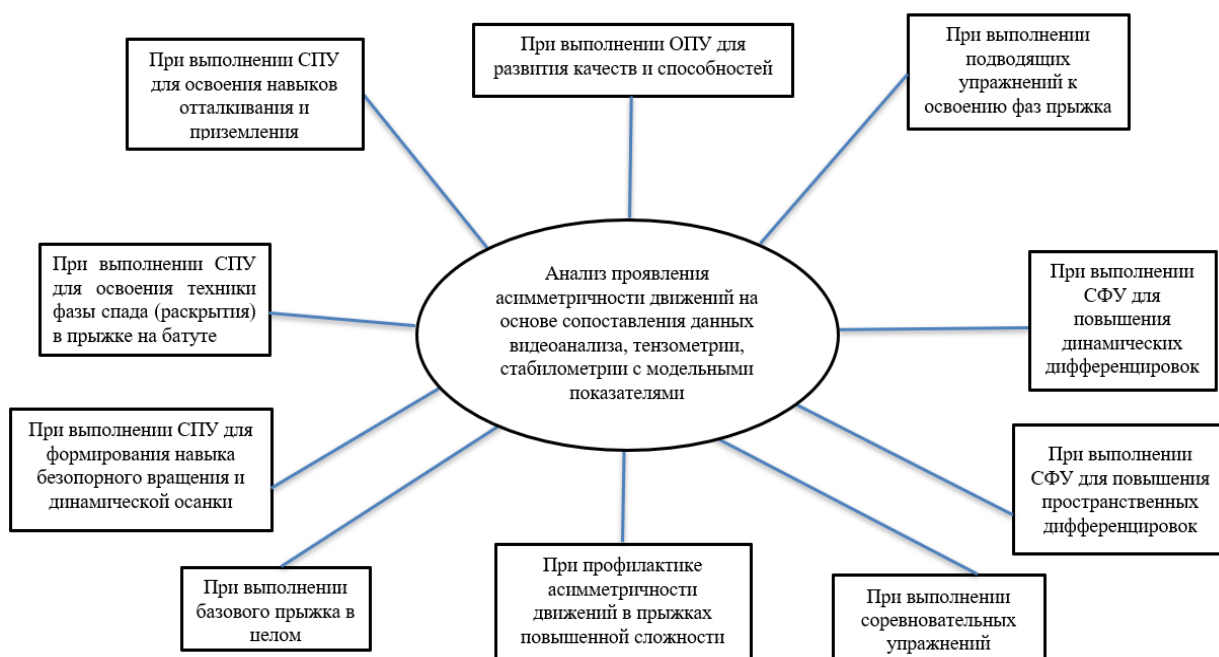 При выполнении СПУ
для освоения навыков
отталкивания и
приземления
При выполнении ОПУ для
развития качеств и способностей
При выполнении
подводящих
упражнений к
освоению фаз прыжка
При выполнении СПУ
для освоения техники
фазы спада (раскрытия)
в прыжке на батуте
Анализ проявления
асимметричности движений на
основе сопоставления данных
видеоанализа, тензометрии,
стабилометрии с модельными
показателями
При выполнении
СФУ для
повышения
динамических
дифференцировок
При выполнении СПУ для
формирования навыка
безопорного вращения и
динамической осанки
При выполнении
СФУ для повышения
пространственных
дифференцировок
При выполнении
базового прыжка в
целом
При профилактике
асимметричности
движений в прыжках
повышенной сложности
При выполнении
соревновательных
упражнений